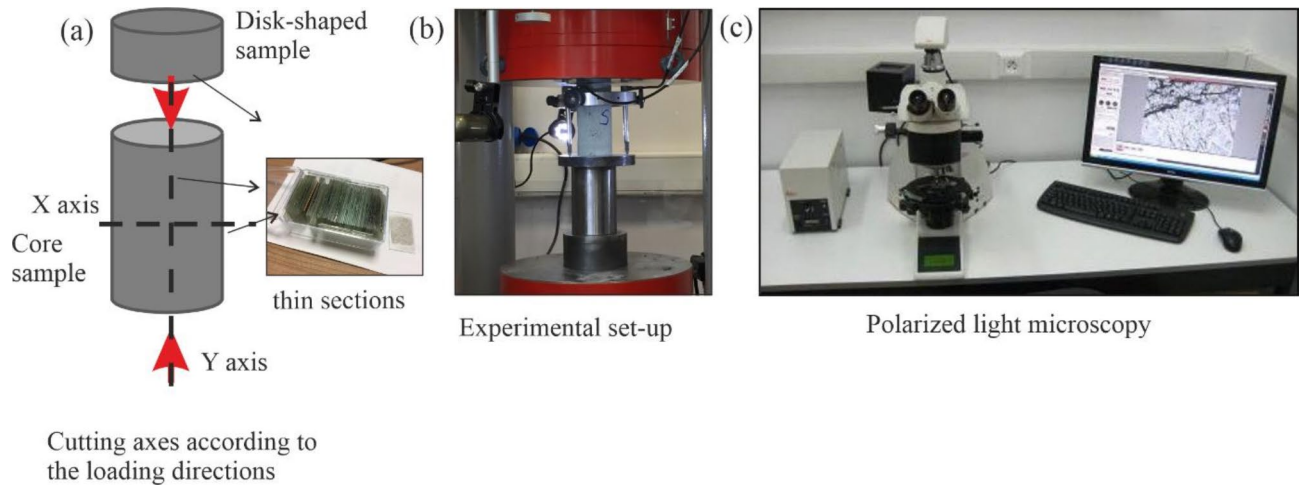 (a)
Disk-shaped
sample
X axis
Core
sample
thin sections
Y axis
Cutting axes according to
the loading directions
(b)
S
Experimental set-up
(c)
Polarized light microscopy